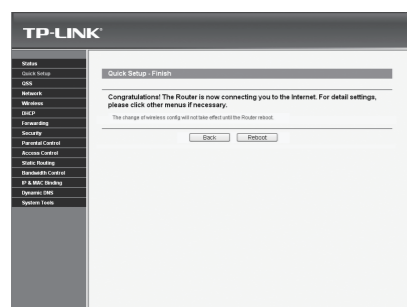 TP-LINK®
Status
Quick Setup
QSS
Network
Wireless
DHCP
Forwarding
Security
Parental Control
Access Control
Static Routing
Bandwidth Control
IP & MAC Binding
Dynamic DNS
System Tools
Quick Setup - Finish
Congratulations! The Router is now connecting you to the Internet. For detail settings,
please click other menus if necessary.
The change of wireless config will not take effect until the Router reboot.
Back Reboot